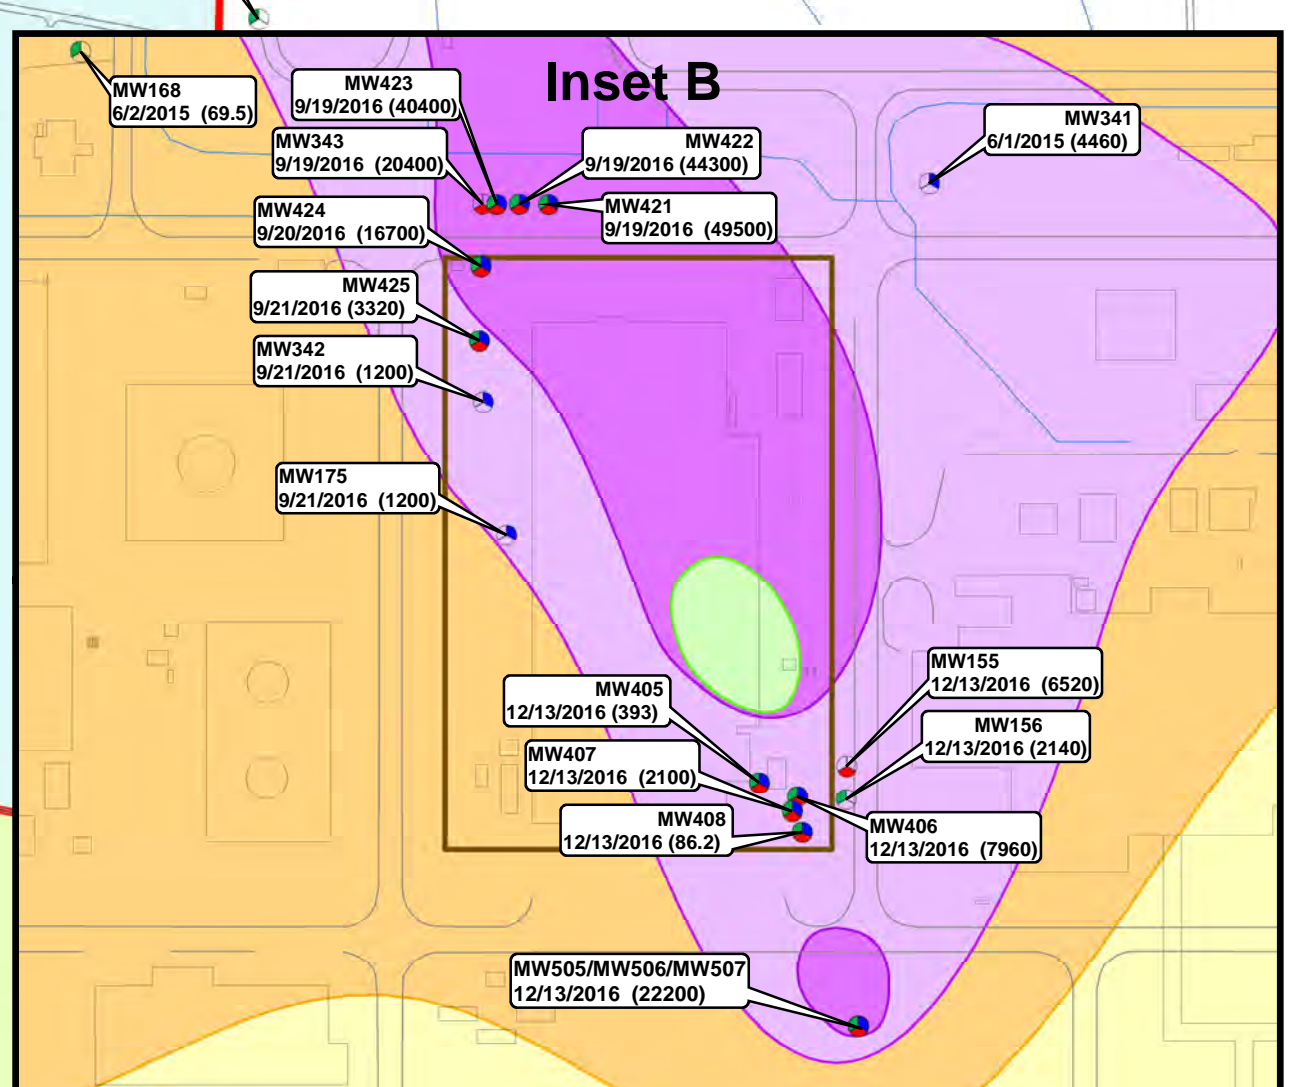 Inset B
MW168
6/2/2015 (69.5)
MW423
9/19/2016 (40400)
MW343
9/19/2016 (20400)
MW422
9/19/2016 (44300)
MW341
6/1/2015 (4460)
MW424
9/20/2016 (16700)
MW421
9/19/2016 (49500)
MW425
9/21/2016 (3320)
MW342
9/21/2016 (1200)
MW175
9/21/2016 (1200)
MW155
12/13/2016 (6520)
MW405
12/13/2016 (393)
MW156
12/13/2016 (2140)
MW407
12/13/2016 (2100)
MW408
12/13/2016 (86.2)
MW406
12/13/2016 (7960)
MW505/MW506/MW507
12/13/2016 (22200)